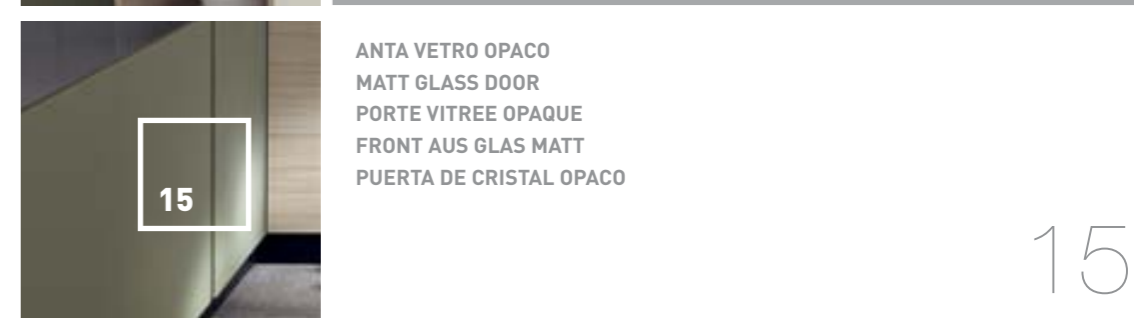 15
ANTA VETRO OPACO
MATT GLASS DOOR
PORTE VITREE OPAQUE
FRONT AUS GLAS MATT
PUERTA DE CRISTAL OPACO
15